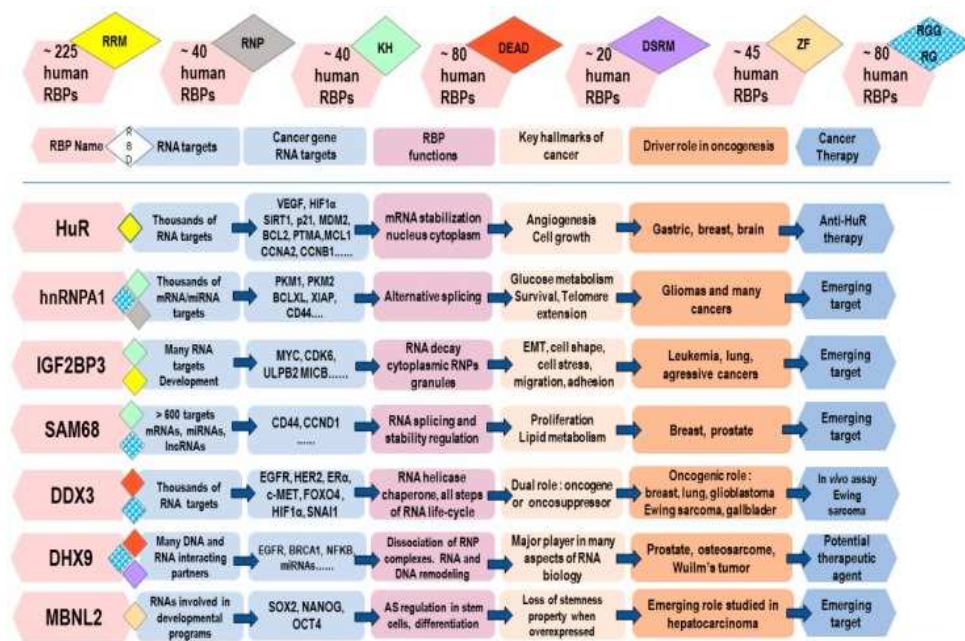 ~ 225
human
RBPs
RRM
~ 40
human
RBPs
RNP
~ 40
human
RBPs
KH
~ 80
human
RBPs
DEAD
~ 20
human
RBPs
DSRM
~ 45
human
RBPs
ZF
~ 80
human
RBPs
RGG
RG
RBP Name
R
B
D
RNA targets
Cancer gene
RNA targets
RBP
functions
Key hallmarks of
cancer
Driver role in oncogenesis
Cancer
Therapy
HuR
Thousands of
RNA targets
VEGF, HIF1α
SIRT1, p21, MDM2,
BCL2, PTMA,MCL1
CCNA2, CCNB1......
mRNA stabilization
nucleus cytoplasm
Angiogenesis
Cell growth
Gastric, breast, brain
Anti-HuR
therapy
hnRNPA1
Thousands of
mRNA/miRNA
targets
PKM1, PKM2
BCLXL, XIAP,
CD44....
Alternative splicing
Glucose metabolism
Survival, Telomere
extension
Gliomas and many
cancers
Emerging
target
IGF2BP3
Many RNA
targets
Development
MYC, CDK6,
ULPB2 MICB......
RNA decay
cytoplasmic RNPs
granules
EMT, cell shape,
cell stress,
migration, adhesion
Leukemia, lung,
agressive cancers
Emerging
target
SAM68
> 600 targets
mRNAs, miRNAs,
lncRNAs
CD44, CCND1
......
RNA splicing and
stability regulation
Proliferation
Lipid metabolism
Breast, prostate
Emerging
target
DDX3
Thousands of
RNA targets
EGFR, HER2, ERα,
c-MET, FOXO4,
HIF1α, SNAI1
RNA helicase
chaperone, all steps
of RNA life-cycle
Dual role : oncogene
or oncosuppressor
Oncogenic role :
breast, lung, glioblastoma
Ewing sarcoma, gallblader
In vivo assay
Ewing
sarcoma
DHX9
Many DNA and
RNA interacting
partners
EGFR, BRCA1, NFKB,
miRNAs......
Dissociation of RNP
complexes. RNA and
DNA remodeling
Major player in many
aspects of RNA
biology
Prostate, osteosarcome,
Wuilm's tumor
Potential
therapeutic
agent
MBNL2
RNAs involved in
developmental
programs
SOX2, NANOG,
OCT4
AS regulation in stem
cells, differentiation
Loss of stemness
property when
overexpressed
Emerging role studied in
hepatocarcinoma
Emerging
target